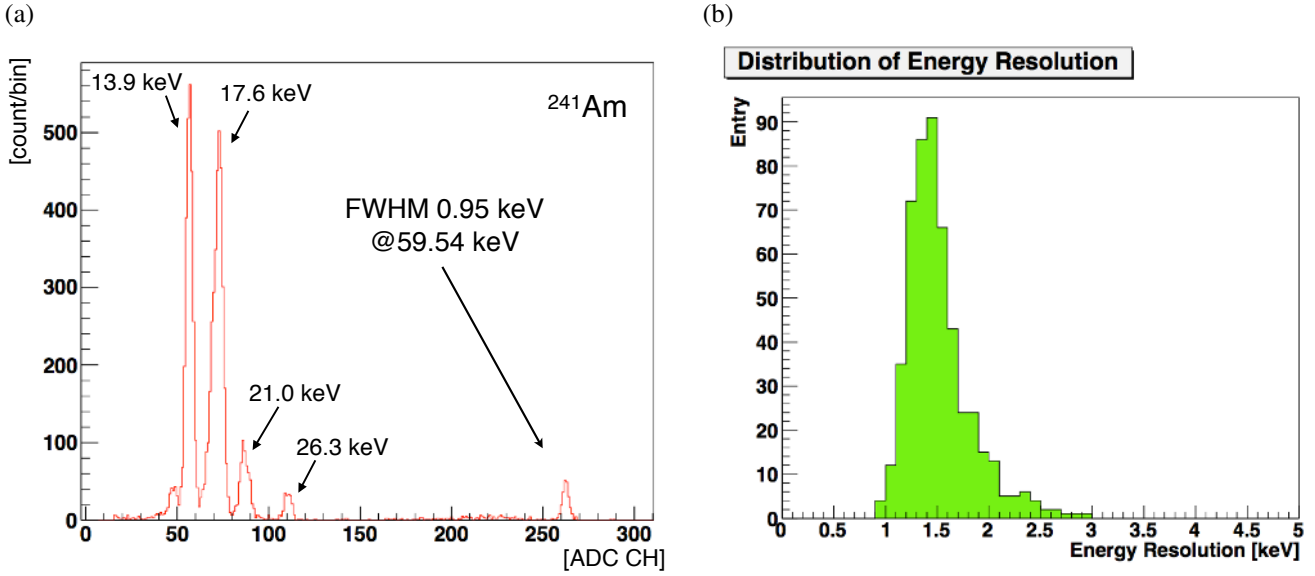 (a)
[count/bin]
13.9 keV
17.6 keV
241Am
FWHM 0.95 keV
@59.54 keV
21.0 keV
26.3 keV
500
400
300
200
100
0
0 50 100 150 200 250 300
[ADC CH]
(b)
Distribution of Energy Resolution
Entry
90
80
70
60
50
40
30
20
10
0
0 0.5 1 1.5 2 2.5 3 3.5 4 4.5 5
Energy Resolution [keV]